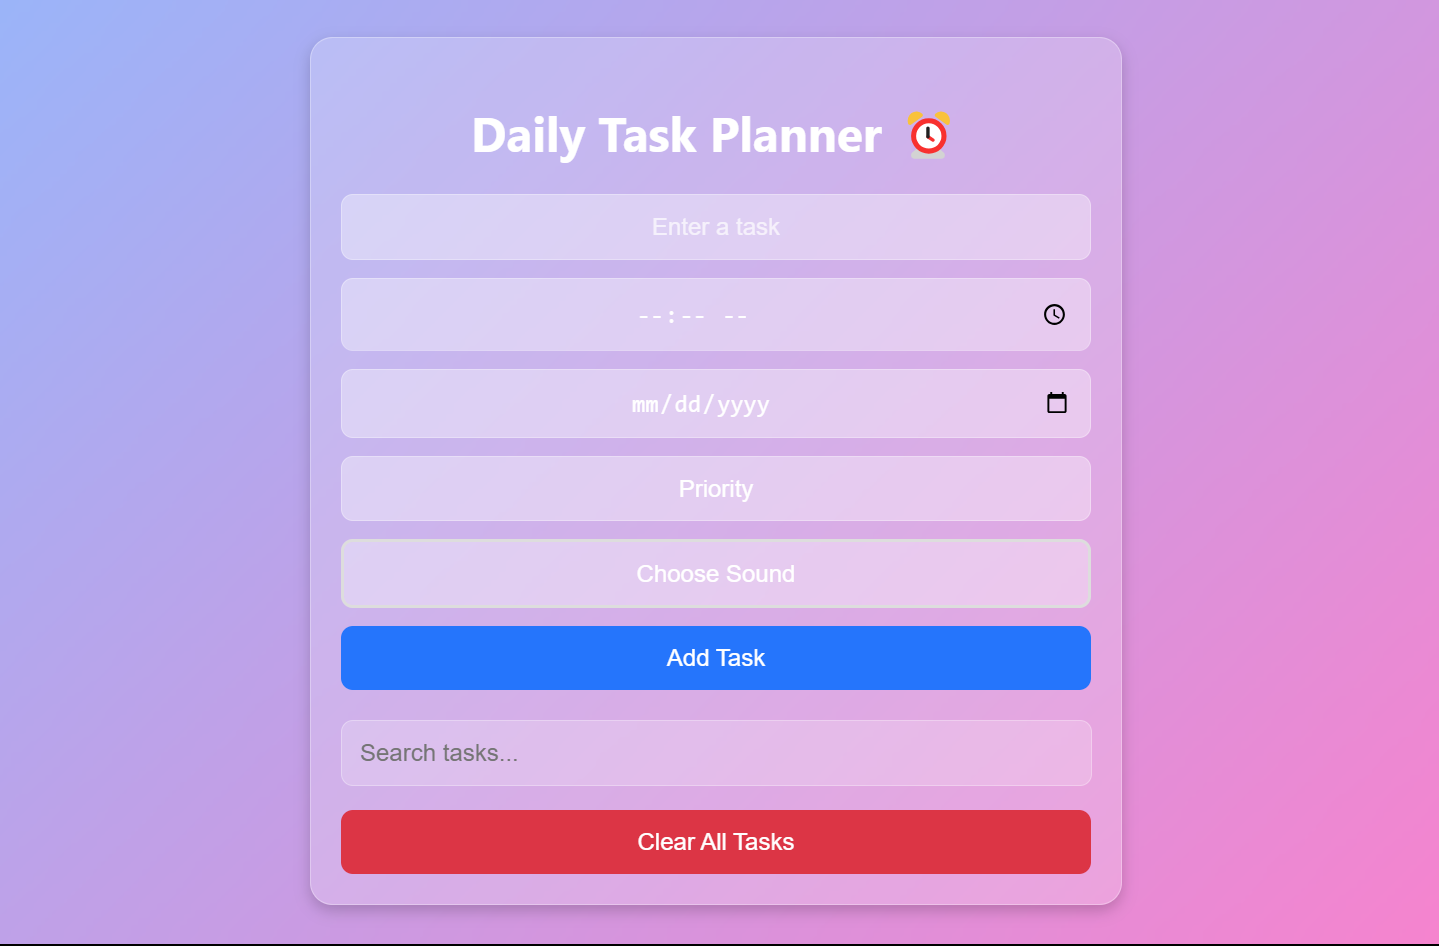 Daily Task Planner ⏰
Enter a task
--:-- --
mm/dd/yyyy
Priority
Choose Sound
Add Task
Search tasks...
Clear All Tasks